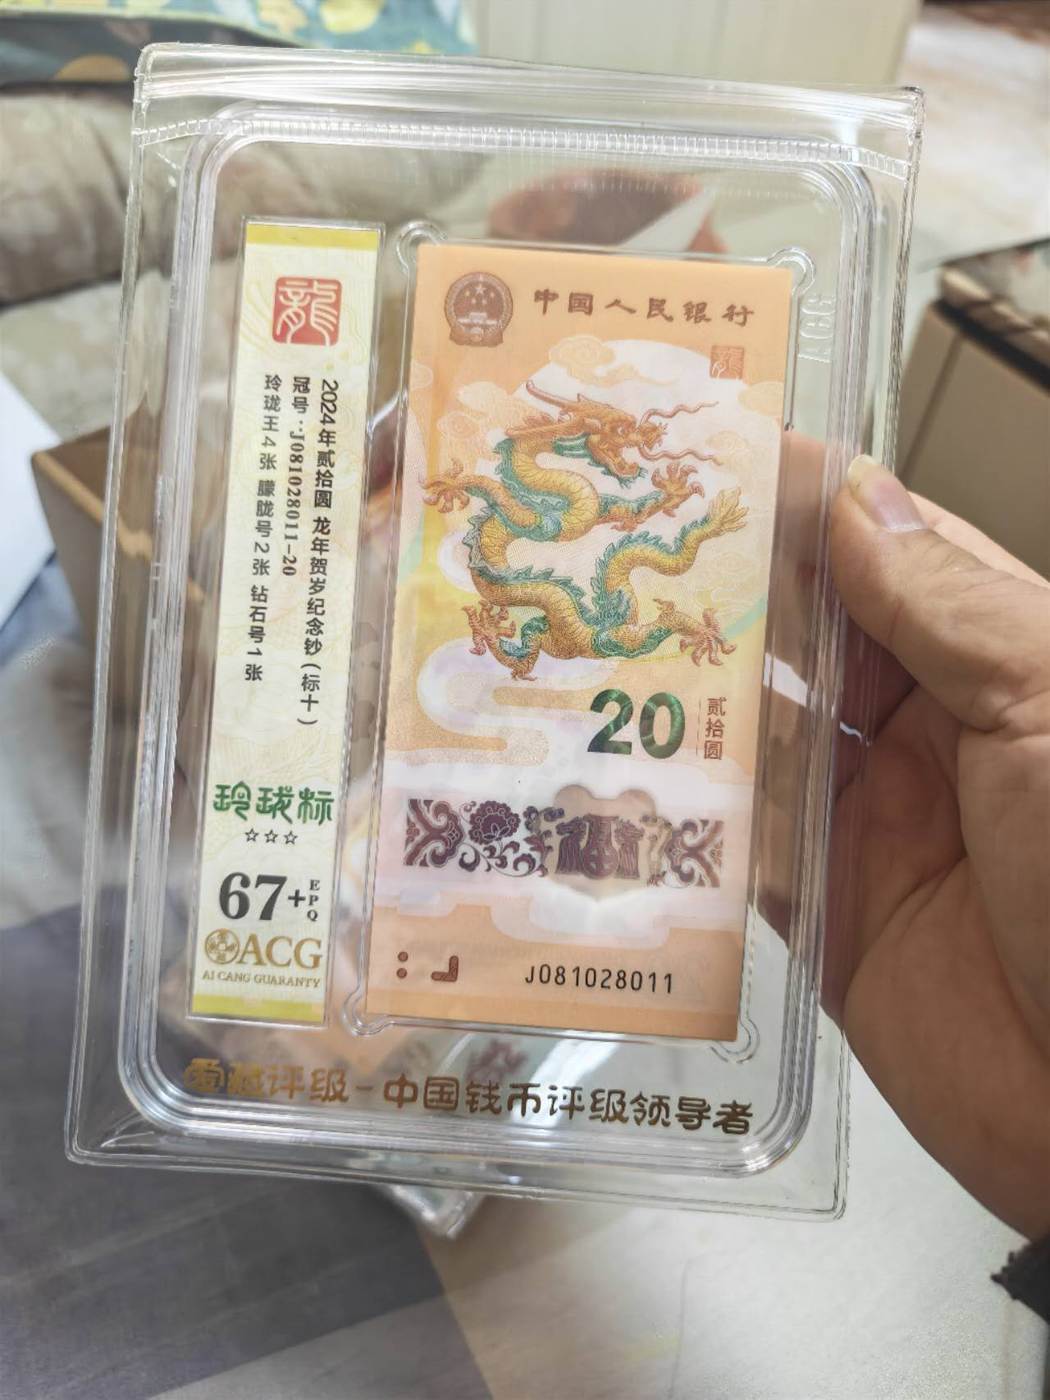 龍
2024年贰拾圆 龙年贺岁纪念钞(标十)
冠号:J081028011-20
玲珑王4张 朦胧号2张 钻石号1张
玲珑标
☆☆☆
67+
EPQ
ACG
AI CANG GUARANTY
中国人民银行
龍
20
贰拾圆
福
J081028011
爱藏评级-中国钱币评级领导者
ACG